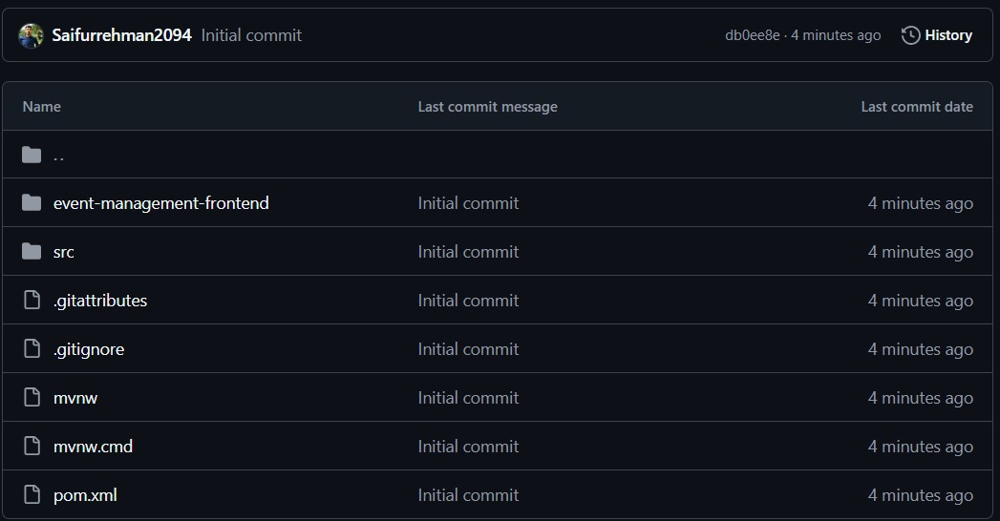 Saifurrehman2094 Initial commit db0ee8e · 4 minutes ago History
Name Last commit message Last commit date
..
event-management-frontend Initial commit 4 minutes ago
src Initial commit 4 minutes ago
.gitattributes Initial commit 4 minutes ago
.gitignore Initial commit 4 minutes ago
mvnw Initial commit 4 minutes ago
mvnw.cmd Initial commit 4 minutes ago
pom.xml Initial commit 4 minutes ago